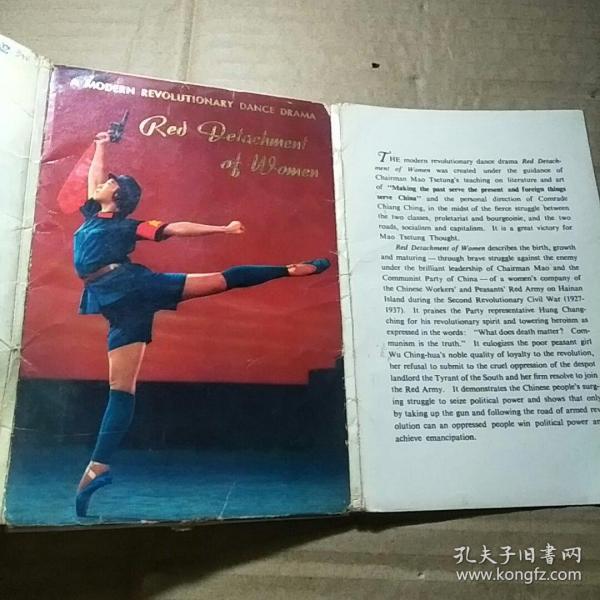 A MODERN REVOLUTIONARY DANCE DRAMA
Red Detachment
of Women
THE modern revolutionary dance drama Red Detach-
ment of Women was created under the guidance of
Chairman Mao Tsetung's teaching on literature and art
of "Making the past serve the present and foreign things
serve China" and the personal direction of Comrade
Chiang Ching, in the midst of the fierce struggle between
the two classes, proletariat and bourgeoisie, and the two
roads, socialism and capitalism. It is a great victory for
Mao Tsetung Thought.
Red Detachment of Women describes the birth, growth
and maturing — through brave struggle against the enemy
under the brilliant leadership of Chairman Mao and the
Communist Party of China — of a women's company of
the Chinese Workers' and Peasants' Red Army on Hainan
Island during the Second Revolutionary Civil War (1927-
1937). It praises the Party representative Hung Chang-
ching for his revolutionary spirit and towering heroism as
expressed in the words: "What does death matter? Com-
munism is the truth." It eulogizes the poor peasant girl
Wu Ching-hua's noble quality of loyalty to the revolution,
her refusal to submit to the cruel oppression of the despot
landlord the Tyrant of the South and her firm resolve to join
the Red Army. It demonstrates the Chinese people's surg-
ing struggle to seize political power and shows that only
by taking up the gun and following the road of armed rev
olution can an oppressed people win political power an
achieve emancipation.
孔夫子旧書网
www.kongfz.com